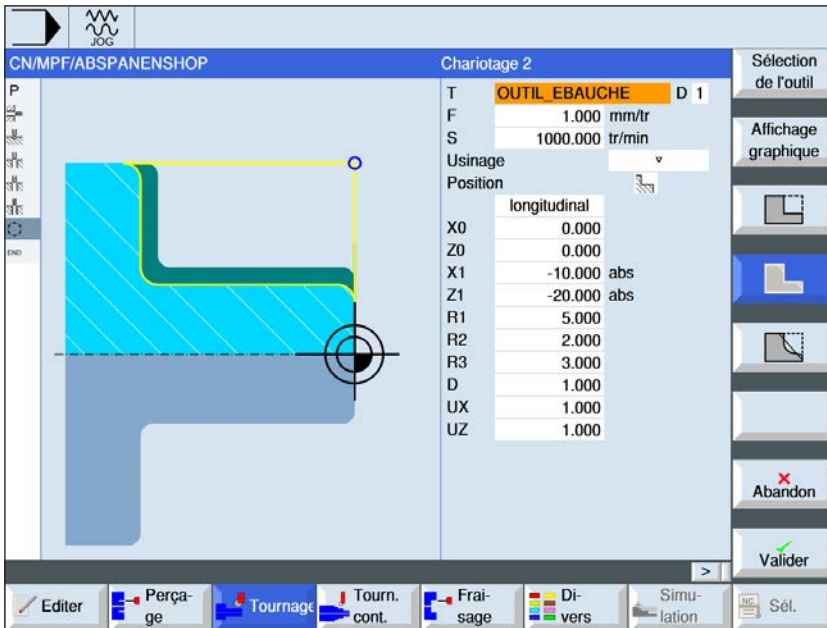 JOG
CN/MPF/ABSPANENSHOP
Chariotage 2
P
END
T OUTIL_EBAUCHE D 1
F 1.000 mm/tr
S 1000.000 tr/min
Usinage ▿
Position
longitudinal
X0 0.000
Z0 0.000
X1 -10.000 abs
Z1 -20.000 abs
R1 5.000
R2 2.000
R3 3.000
D 1.000
UX 1.000
UZ 1.000
Sélection
de l'outil
Affichage
graphique
Abandon
Valider
>
Editer
Perça-
ge
Tournage
Tourn.
cont.
Frai-
sage
Di-
vers
Simu-
lation
NC
Sél.